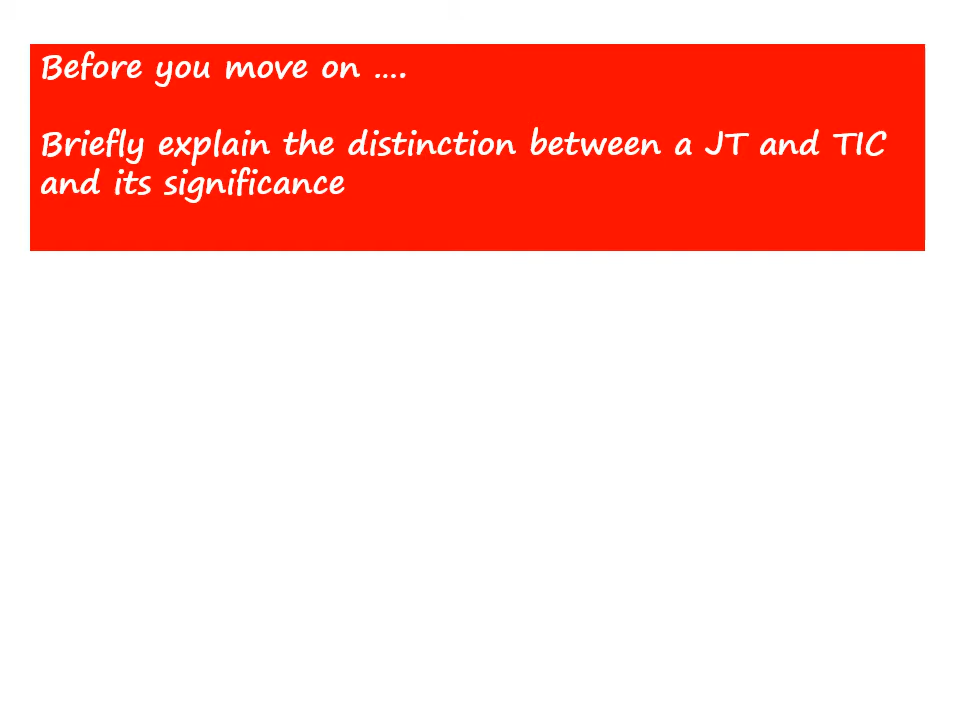 Before you move on ....
Briefly explain the distinction between a JT and TIC
and its significance